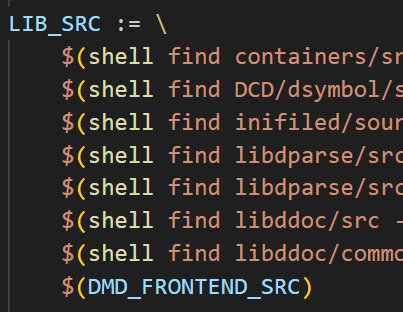 LIB_SRC := \
$(shell find containers/sr
$(shell find DCD/dsymbol/s
$(shell find inifiled/sour
$(shell find libdparse/src
$(shell find libdparse/src
$(shell find libddoc/src -
$(shell find libddoc/commo
$(DMD_FRONTEND_SRC)